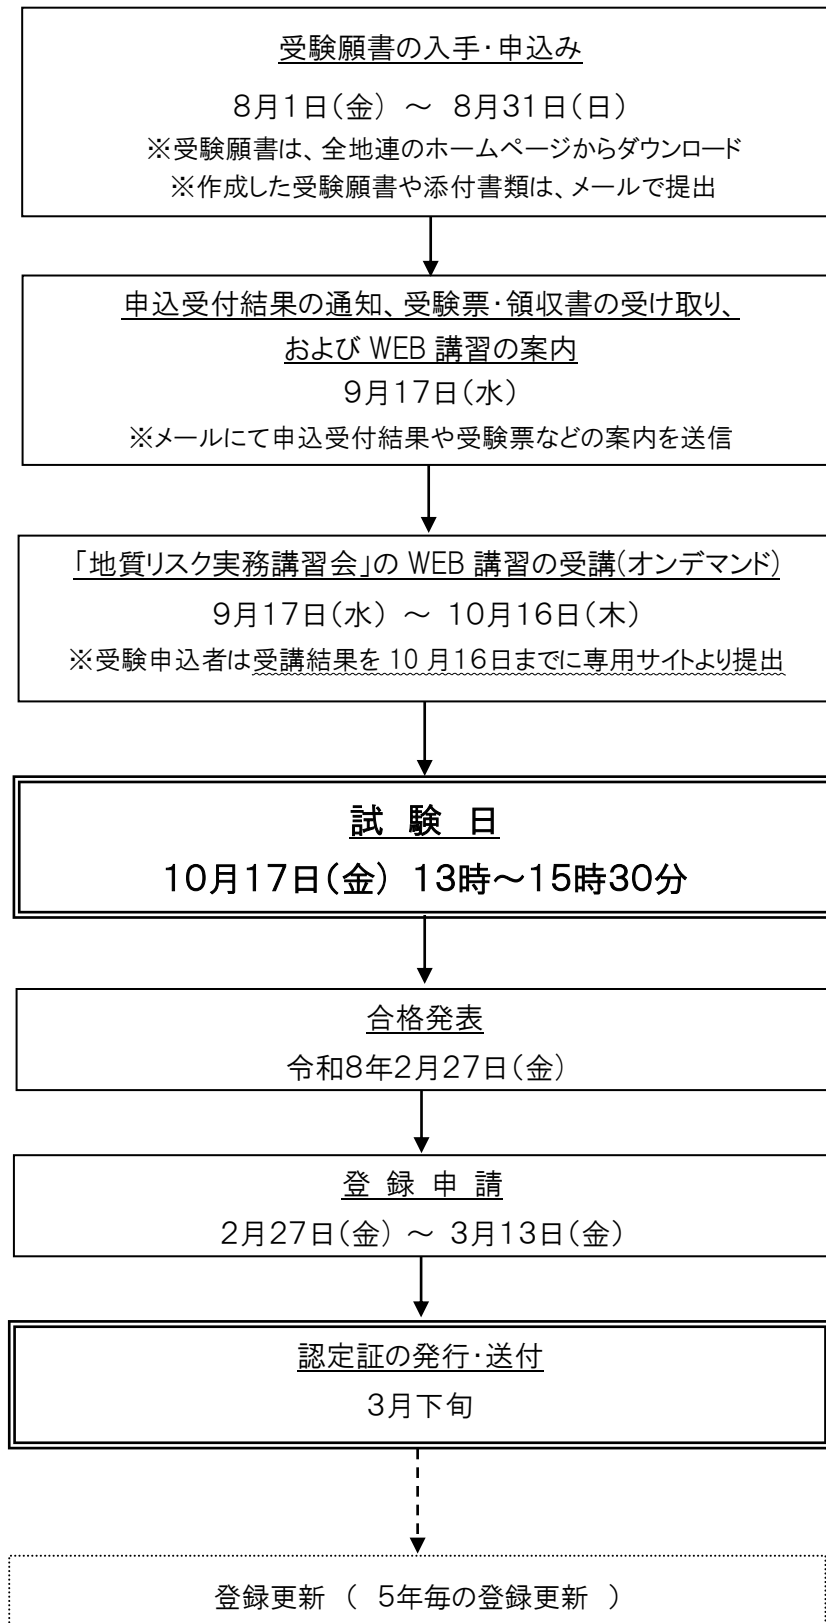 受験願書の入手・申込み
8月1日(金) ～ 8月31日(日)
※受験願書は、全地連のホームページからダウンロード
※作成した受験願書や添付書類は、メールで提出
申込受付結果の通知、受験票・領収書の受け取り、
および WEB 講習の案内
9月17日(水)
※メールにて申込受付結果や受験票などの案内を送信
「地質リスク実務講習会」の WEB 講習の受講(オンデマンド)
9月17日(水) ～ 10月16日(木)
※受験申込者は受講結果を 10 月16日までに専用サイトより提出
試 験 日
10月17日(金) 13時～15時30分
合格発表
令和8年2月27日(金)
登 録 申 請
2月27日(金) ～ 3月13日(金)
認定証の発行・送付
3月下旬
登録更新 ( 5年毎の登録更新 )